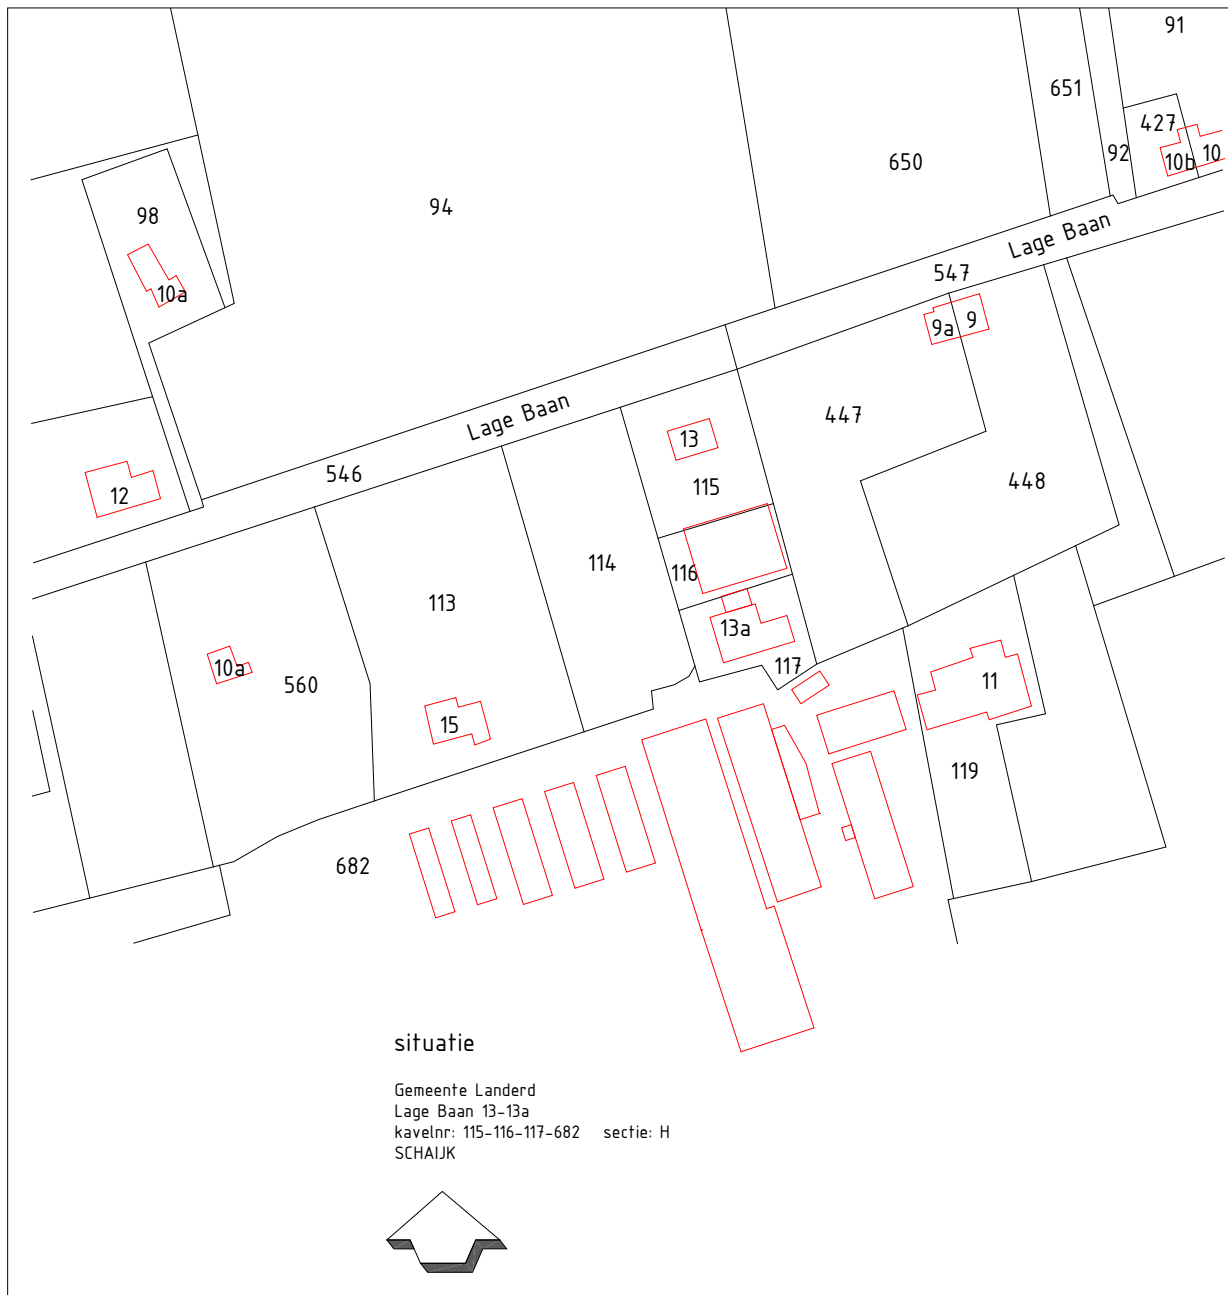 91
651
427
92
10b
10
650
94
98
547
Lage Baan
10a
9a
9
Lage Baan
447
13
546
115
448
12
114
116
113
13a
117
10a
560
11
15
119
682
situatie
Gemeente Landerd
Lage Baan 13-13a
kavelnr: 115-116-117-682 sectie: H
SCHAIJK